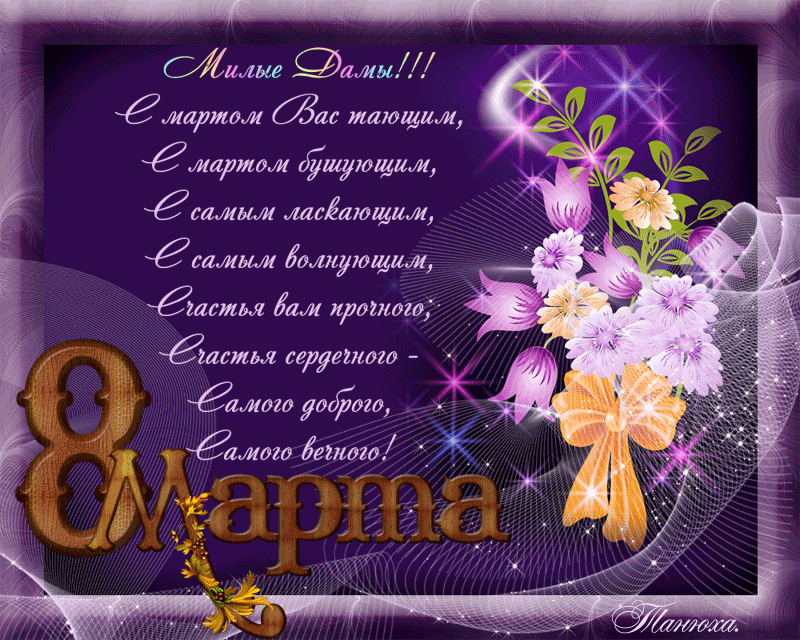 Милые Дамы!!!
С мартом Вас тающим,
С мартом бушующим,
С самым ласкающим,
С самым волнующим,
Счастья вам прочного,
Счастья сердечного -
Самого доброго,
Самого вечного!
8 Марта
Танюха.